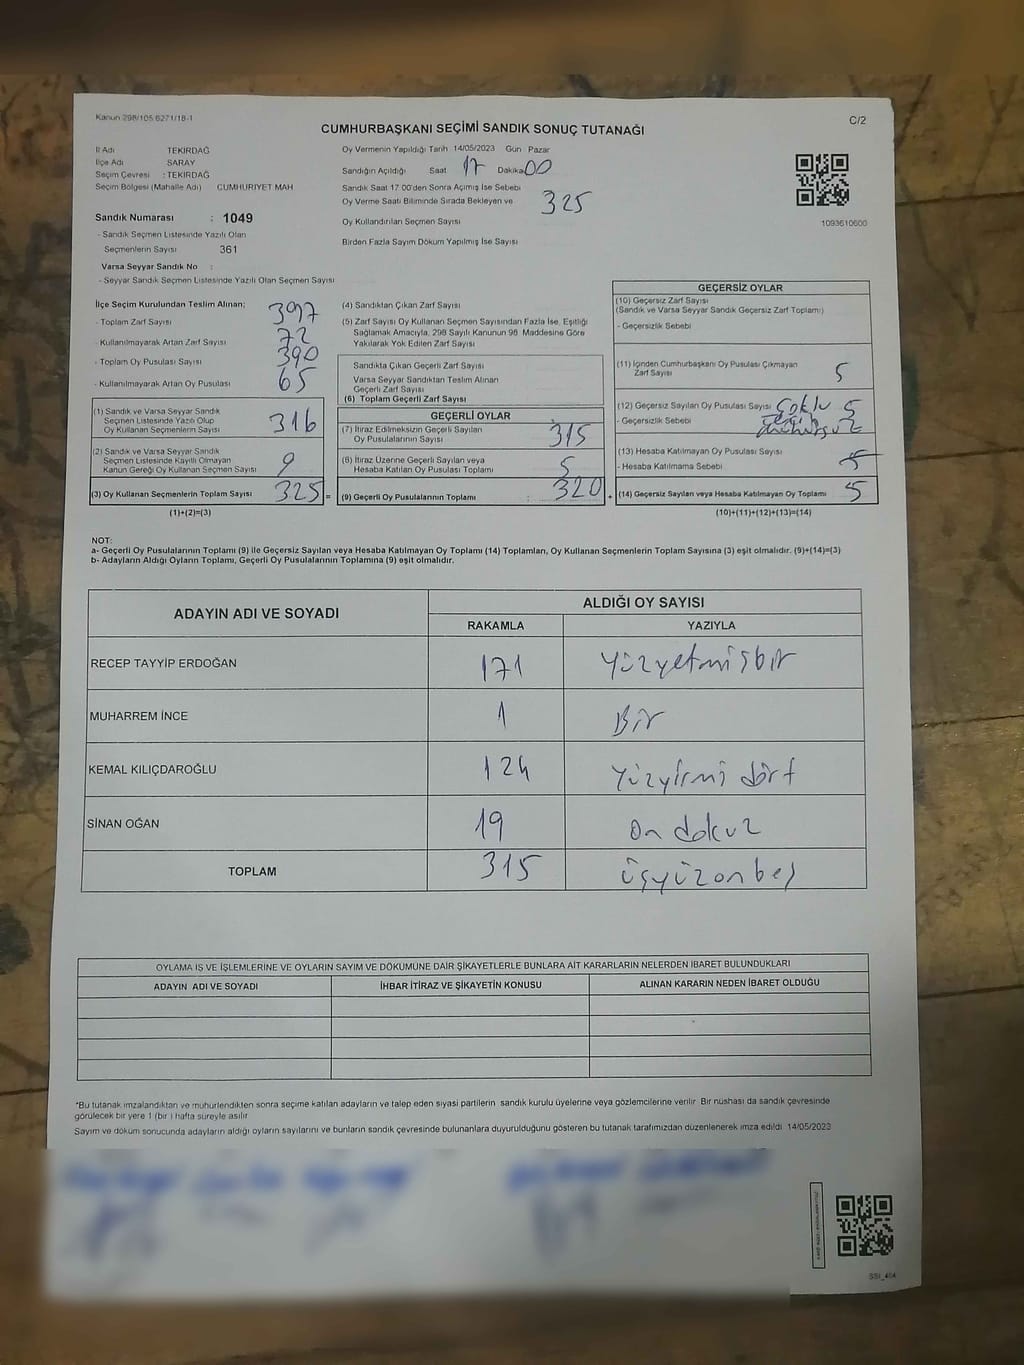 Kanun 298/105 6271/18-1
CUMHURBAŞKANI SEÇİMİ SANDIK SONUÇ TUTANAĞI
C/2
İl Adı TEKİRDAĞ
İlçe Adı SARAY
Seçim Çevresi : TEKİRDAĞ
Seçim Bölgesi (Mahalle Adı) CUMHURİYET MAH
Sandık Numarası : 1049
- Sandık Seçmen Listesinde Yazılı Olan
Seçmenlerin Sayısı 361
Varsa Seyyar Sandık No :
- Seyyar Sandık Seçmen Listesinde Yazılı Olan Seçmen Sayısı
Oy Vermenin Yapıldığı Tarih 14/05/2023 Gün Pazar
Sandığın Açıldığı Saat 17 Dakika 00
Sandık Saat 17 00'den Sonra Açımış İse Sebebi
Oy Verme Saati Bitiminde Sırada Bekleyen ve 325
Oy Kullandırılan Seçmen Sayısı
Birden Fazla Sayım Döküm Yapılmış İse Sayısı
1093610600
İlçe Seçim Kurulundan Teslim Alınan;
- Toplam Zarf Sayısı 397
- Kullanılmayarak Artan Zarf Sayısı 72
- Toplam Oy Pusulası Sayısı 390
- Kullanılmayarak Artan Oy Pusulası 65
(1) Sandık ve Varsa Seyyar Sandık
Seçmen Listesinde Yazılı Olup
Oy Kullanan Seçmenlerin Sayısı 316
(2) Sandık ve Varsa Seyyar Sandık
Seçmen Listesinde Kayıtlı Olmayan
Kanun Gereği Oy Kullanan Seçmen Sayısı 9
(3) Oy Kullanan Seçmenlerin Toplam Sayısı 325 =
(1)+(2)=(3)
(4) Sandıktan Çıkan Zarf Sayısı
(5) Zarf Sayısı Oy Kullanan Seçmen Sayısından Fazla İse, Eşitliği
Sağlamak Amacıyla, 298 Sayılı Kanunun 98. Maddesine Göre
Yakılarak Yok Edilen Zarf Sayısı
Sandıkta Çıkan Geçerli Zarf Sayısı
Varsa Seyyar Sandıktan Teslim Alınan
Geçerli Zarf Sayısı
(6) Toplam Geçerli Zarf Sayısı
GEÇERLİ OYLAR
(7) İtiraz Edilmeksizin Geçerli Sayılan
Oy Pusulalarının Sayısı : 315
(8) İtiraz Üzerine Geçerli Sayılan veya
Hesaba Katılan Oy Pusulası Toplamı 5
(9) Geçerli Oy Pusulalarının Toplamı : 320 +
GEÇERSİZ OYLAR
(10) Geçersiz Zarf Sayısı
(Sandık ve Varsa Seyyar Sandık Geçersiz Zarf Toplamı)
- Geçersizlik Sebebi
(11) İçinden Cumhurbaşkanı Oy Pusulası Çıkmayan
Zarf Sayısı 5
(12) Geçersiz Sayılan Oy Pusulası Sayısı Çoklu 5
- Geçersizlik Sebebi mühürsüz
(13) Hesaba Katılmayan Oy Pusulası Sayısı
- Hesaba Katılmama Sebebi 5
(14) Geçersiz Sayılan veya Hesaba Katılmayan Oy Toplamı 5
(10)+(11)+(12)+(13)=(14)
NOT:
a- Geçerli Oy Pusulalarının Toplamı (9) ile Geçersiz Sayılan veya Hesaba Katılmayan Oy Toplamı (14) Toplamları, Oy Kullanan Seçmenlerin Toplam Sayısına (3) eşit olmalıdır. (9)+(14)=(3)
b- Adayların Aldığı Oyların Toplamı, Geçerli Oy Pusulalarının Toplamına (9) eşit olmalıdır.
ADAYIN ADI VE SOYADI
ALDIĞI OY SAYISI
RAKAMLA YAZIYLA
RECEP TAYYİP ERDOĞAN 171 Yüzyetmişbir
MUHARREM İNCE 1 Bir
KEMAL KILIÇDAROĞLU 124 Yüzyirmi dört
SİNAN OĞAN 19 On dokuz
TOPLAM 315 üçyüzonbeş
OYLAMA İŞ VE İŞLEMLERİNE VE OYLARIN SAYIM VE DÖKÜMÜNE DAİR ŞİKAYETLERLE BUNLARA AİT KARARLARIN NELERDEN İBARET BULUNDUKLARI
ADAYIN ADI VE SOYADI İHBAR İTİRAZ VE ŞİKAYETİN KONUSU ALINAN KARARIN NEDEN İBARET OLDUĞU
*Bu tutanak imzalandıktan ve mühürlendikten sonra seçime katılan adayların ve talep eden siyasi partilerin sandık kurulu üyelerine veya gözlemcilerine verilir Bir nüshası da sandık çevresinde
görülecek bir yere 1 (bir ) hafta süreyle asılır
Sayım ve döküm sonucunda adayların aldığı oyların sayılarını ve bunların sandık çevresinde bulunanlara duyurulduğunu gösteren bu tutanak tarafımızdan düzenlenerek imza edildi 14/05/2023